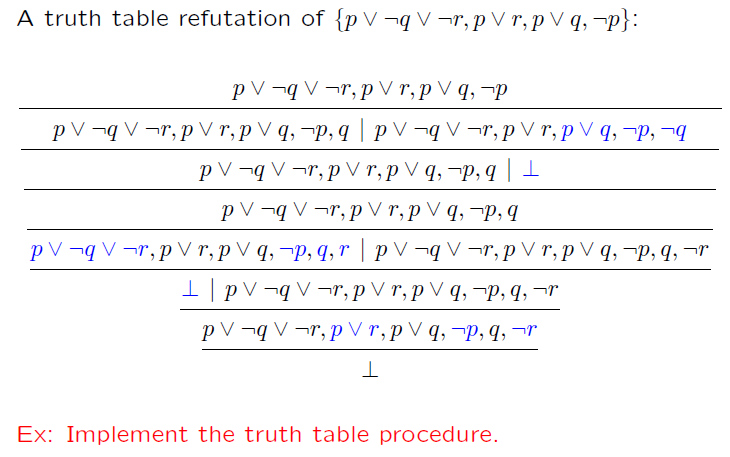 A truth table refutation of {p ∨ ¬q ∨ ¬r, p ∨ r, p ∨ q, ¬p}:
p ∨ ¬q ∨ ¬r, p ∨ r, p ∨ q, ¬p
p ∨ ¬q ∨ ¬r, p ∨ r, p ∨ q, ¬p, q | p ∨ ¬q ∨ ¬r, p ∨ r, p ∨ q, ¬p, ¬q
p ∨ ¬q ∨ ¬r, p ∨ r, p ∨ q, ¬p, q | ⊥
p ∨ ¬q ∨ ¬r, p ∨ r, p ∨ q, ¬p, q
p ∨ ¬q ∨ ¬r, p ∨ r, p ∨ q, ¬p, q, r | p ∨ ¬q ∨ ¬r, p ∨ r, p ∨ q, ¬p, q, ¬r
⊥ | p ∨ ¬q ∨ ¬r, p ∨ r, p ∨ q, ¬p, q, ¬r
p ∨ ¬q ∨ ¬r, p ∨ r, p ∨ q, ¬p, q, ¬r
⊥
Ex: Implement the truth table procedure.